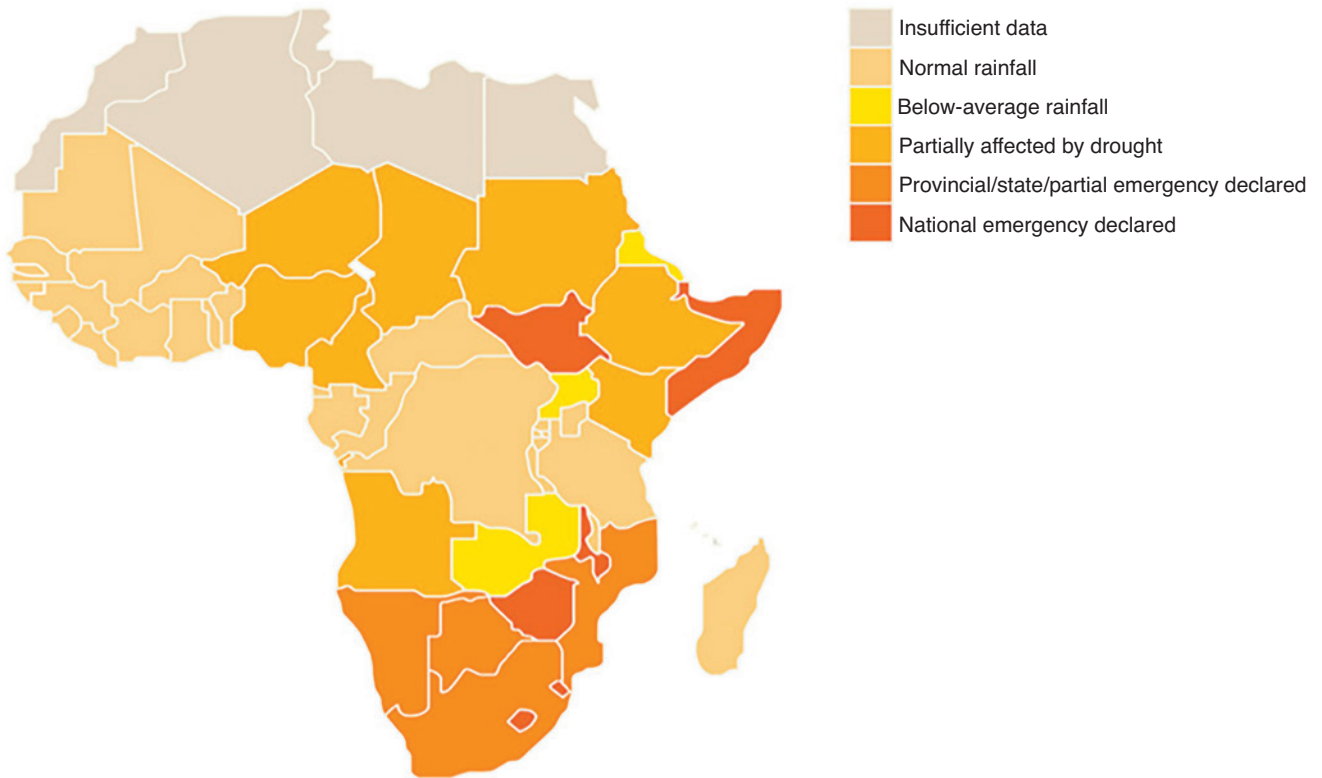 Insufficient data
Normal rainfall
Below-average rainfall
Partially affected by drought
Provincial/state/partial emergency declared
National emergency declared